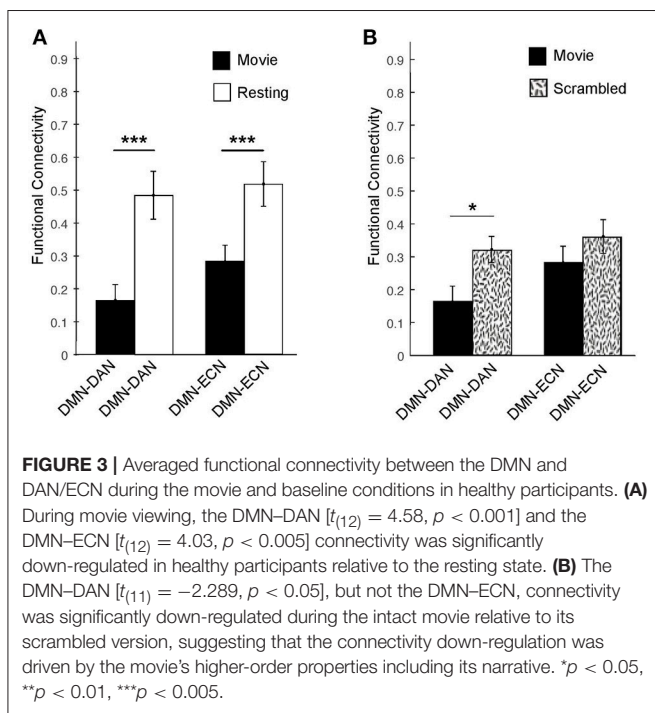 A
B
Movie
Resting
Movie
Scrambled
Functional Connectivity
0.9
0.8
0.7
0.6
0.5
0.4
0.3
0.2
0.1
0
***
***
DMN-DAN
DMN-DAN
DMN-ECN
DMN-ECN
Functional Connectivity
0.9
0.8
0.7
0.6
0.5
0.4
0.3
0.2
0.1
0
*
DMN-DAN
DMN-DAN
DMN-ECN
DMN-ECN
FIGURE 3 | Averaged functional connectivity between the DMN and
DAN/ECN during the movie and baseline conditions in healthy participants. (A)
During movie viewing, the DMN–DAN [t(12) = 4.58, p < 0.001] and the
DMN–ECN [t(12) = 4.03, p < 0.005] connectivity was significantly
down-regulated in healthy participants relative to the resting state. (B) The
DMN–DAN [t(11) = −2.289, p < 0.05], but not the DMN–ECN, connectivity
was significantly down-regulated during the intact movie relative to its
scrambled version, suggesting that the connectivity down-regulation was
driven by the movie's higher-order properties including its narrative. *p < 0.05,
**p < 0.01, ***p < 0.005.